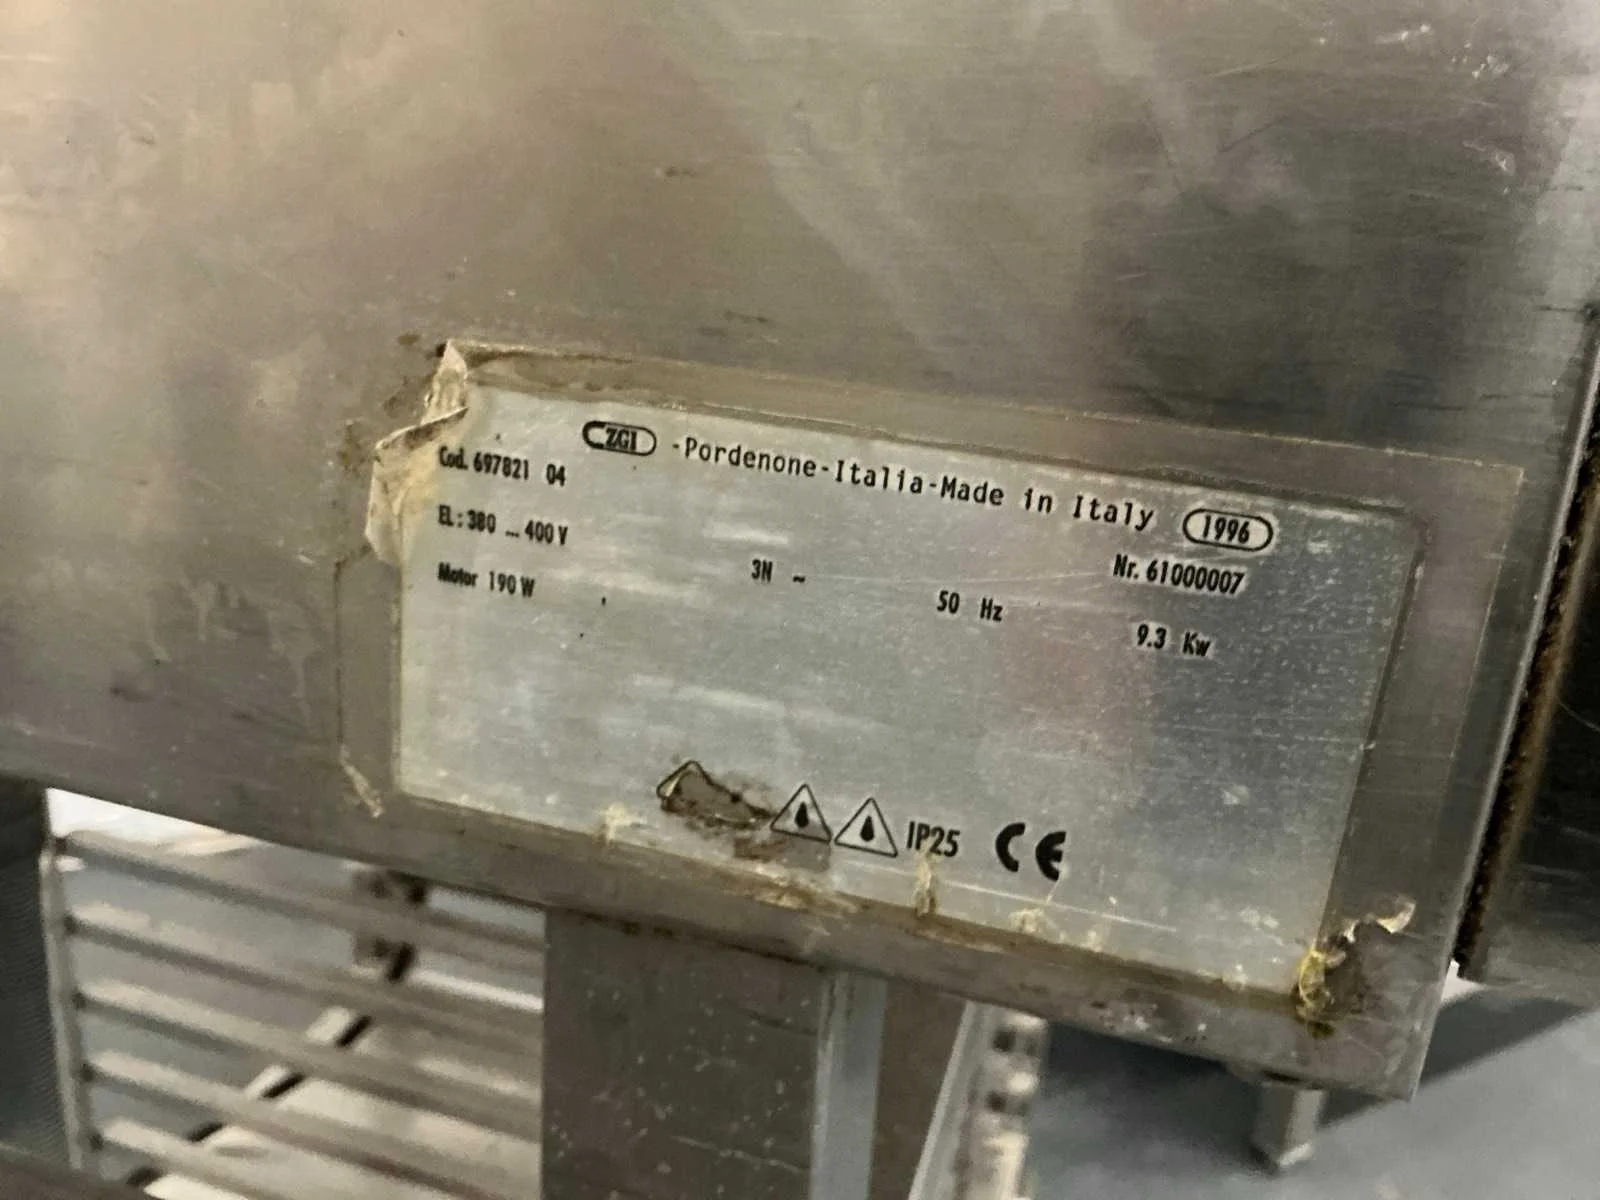 ZGI -Pordenone-Italia-Made in Italy 1996
Cod. 697821 04 Nr. 61000007
EL: 380 ... 400 V 3N ~ 50 Hz 9.3 Kw
Motor 190 W
IP25 CE